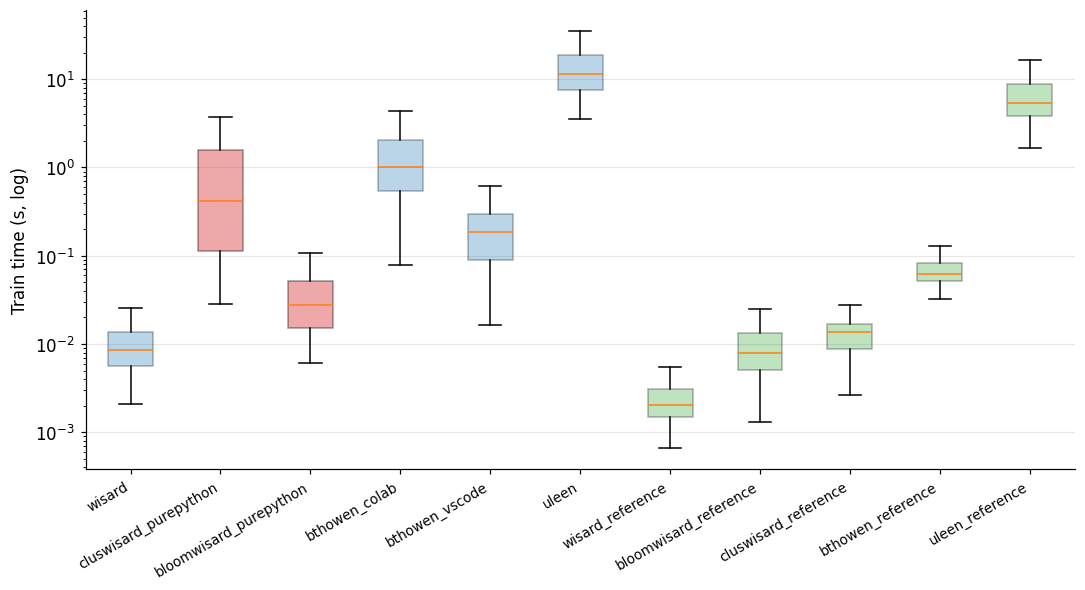 Train time (s, log)
10¹
10⁰
10⁻¹
10⁻²
10⁻³
wisard
cluswisard_purepython
bloomwisard_purepython
bthowen_colab
bthowen_vscode
uleen
wisard_reference
bloomwisard_reference
cluswisard_reference
bthowen_reference
uleen_reference